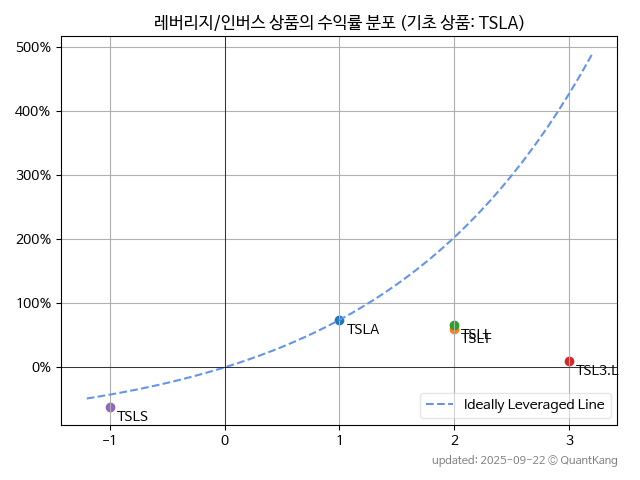 레버리지/인버스 상품의 수익률 분포 (기초 상품: TSLA)
500%
400%
300%
200%
100%
0%
TSLA
TSLL
TSLT
TSL3.L
TSLS
Ideally Leveraged Line
−1
0
1
2
3
updated: 2025-09-22 © QuantKang